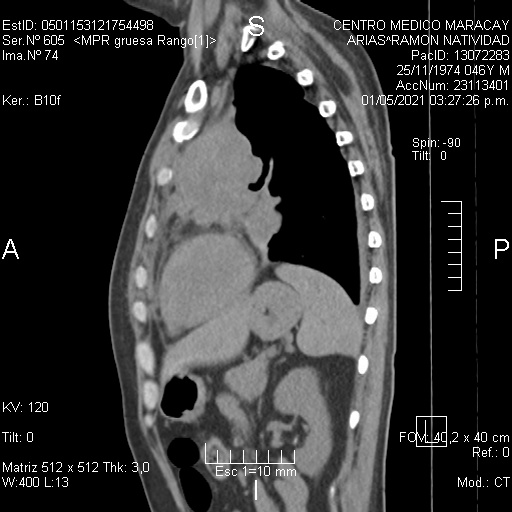 EstID: 0501153121754498
Ser.Nº 605 <MPR gruesa Rango[1]>
Ima.Nº 74
Ker.: B10f
S
CENTRO MEDICO MARACAY
ARIAS^RAMON NATIVIDAD
PacID: 13072283
25/11/1974 046Y M
AccNum: 23113401
01/05/2021 03:27:26 p.m.
Spin: -90
Tilt: 0
A
P
KV: 120
Tilt: 0
Matriz 512 x 512 Thk: 3,0
W:400 L:13
Esc 1=10 mm
I
FOM: 40,2 x 40 cm
Ref.: 0
Mod.: CT